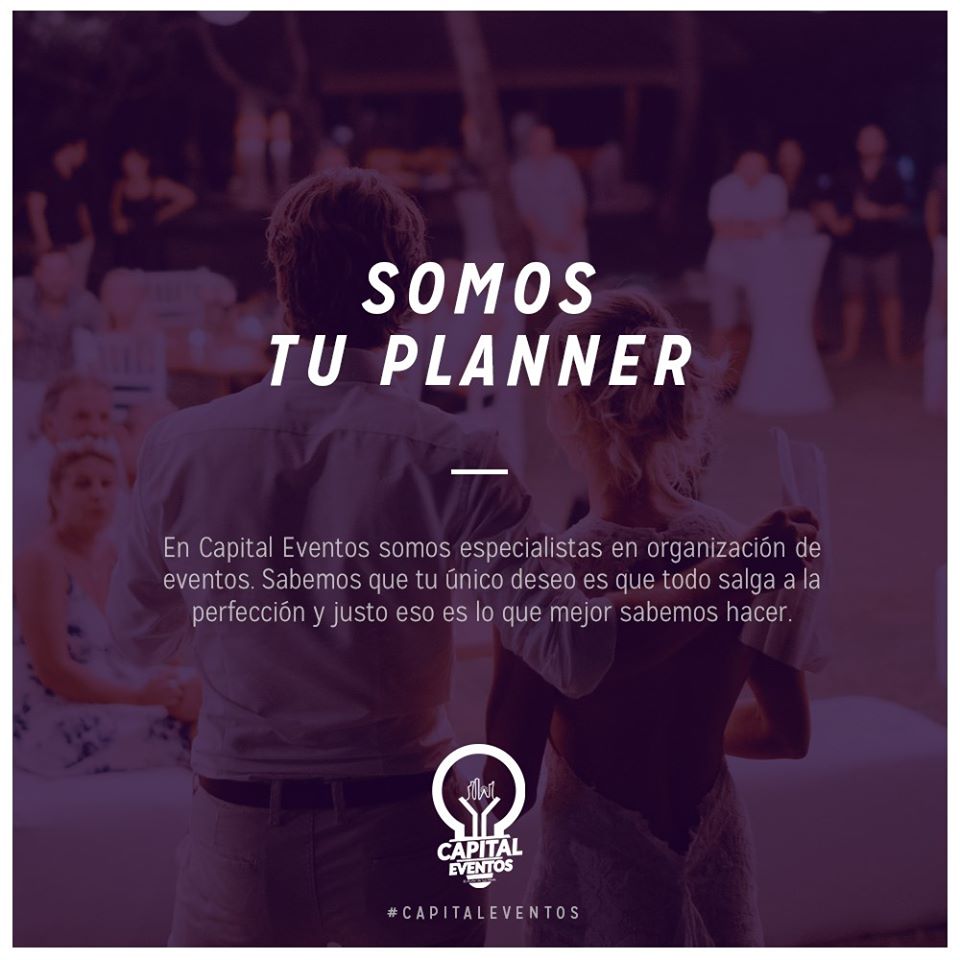 SOMOS
TU PLANNER
En Capital Eventos somos especialistas en organización de
eventos. Sabemos que tu único deseo es que todo salga a la
perfección y justo eso es lo que mejor sabemos hacer.
CAPITAL
EVENTOS
#CAPITALEVENTOS